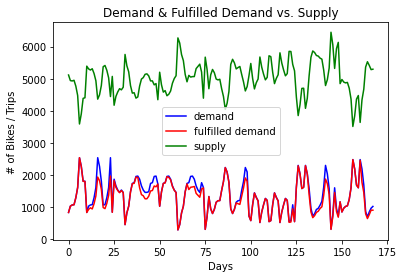 Demand & Fulfilled Demand vs. Supply
# of Bikes / Trips
6000
5000
4000
3000
2000
1000
0
demand
fulfilled demand
supply
0 25 50 75 100 125 150 175
Days